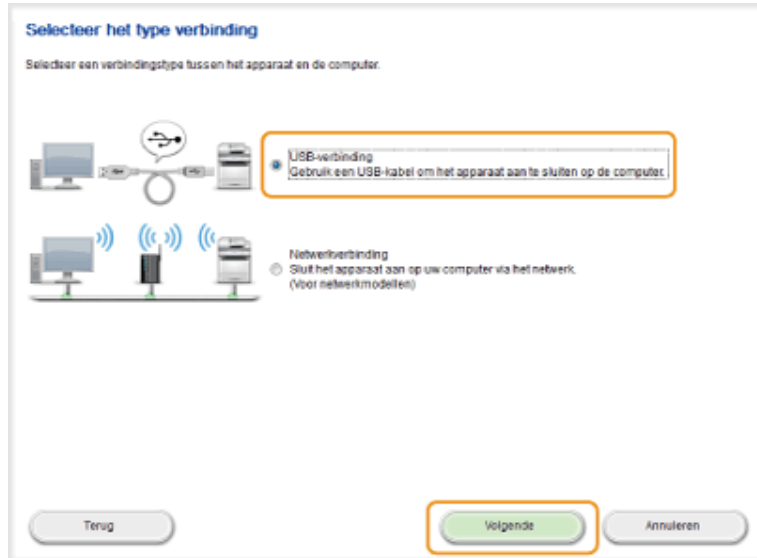 Selecteer het type verbinding
Selecteer een verbindingstype tussen het apparaat en de computer.
USB-verbinding
Gebruik een USB-kabel om het apparaat aan te sluiten op de computer.
Netwerkverbinding
Sluit het apparaat aan op uw computer via het netwerk.
(Voor netwerkmodellen)
Terug
Volgende
Annuleren